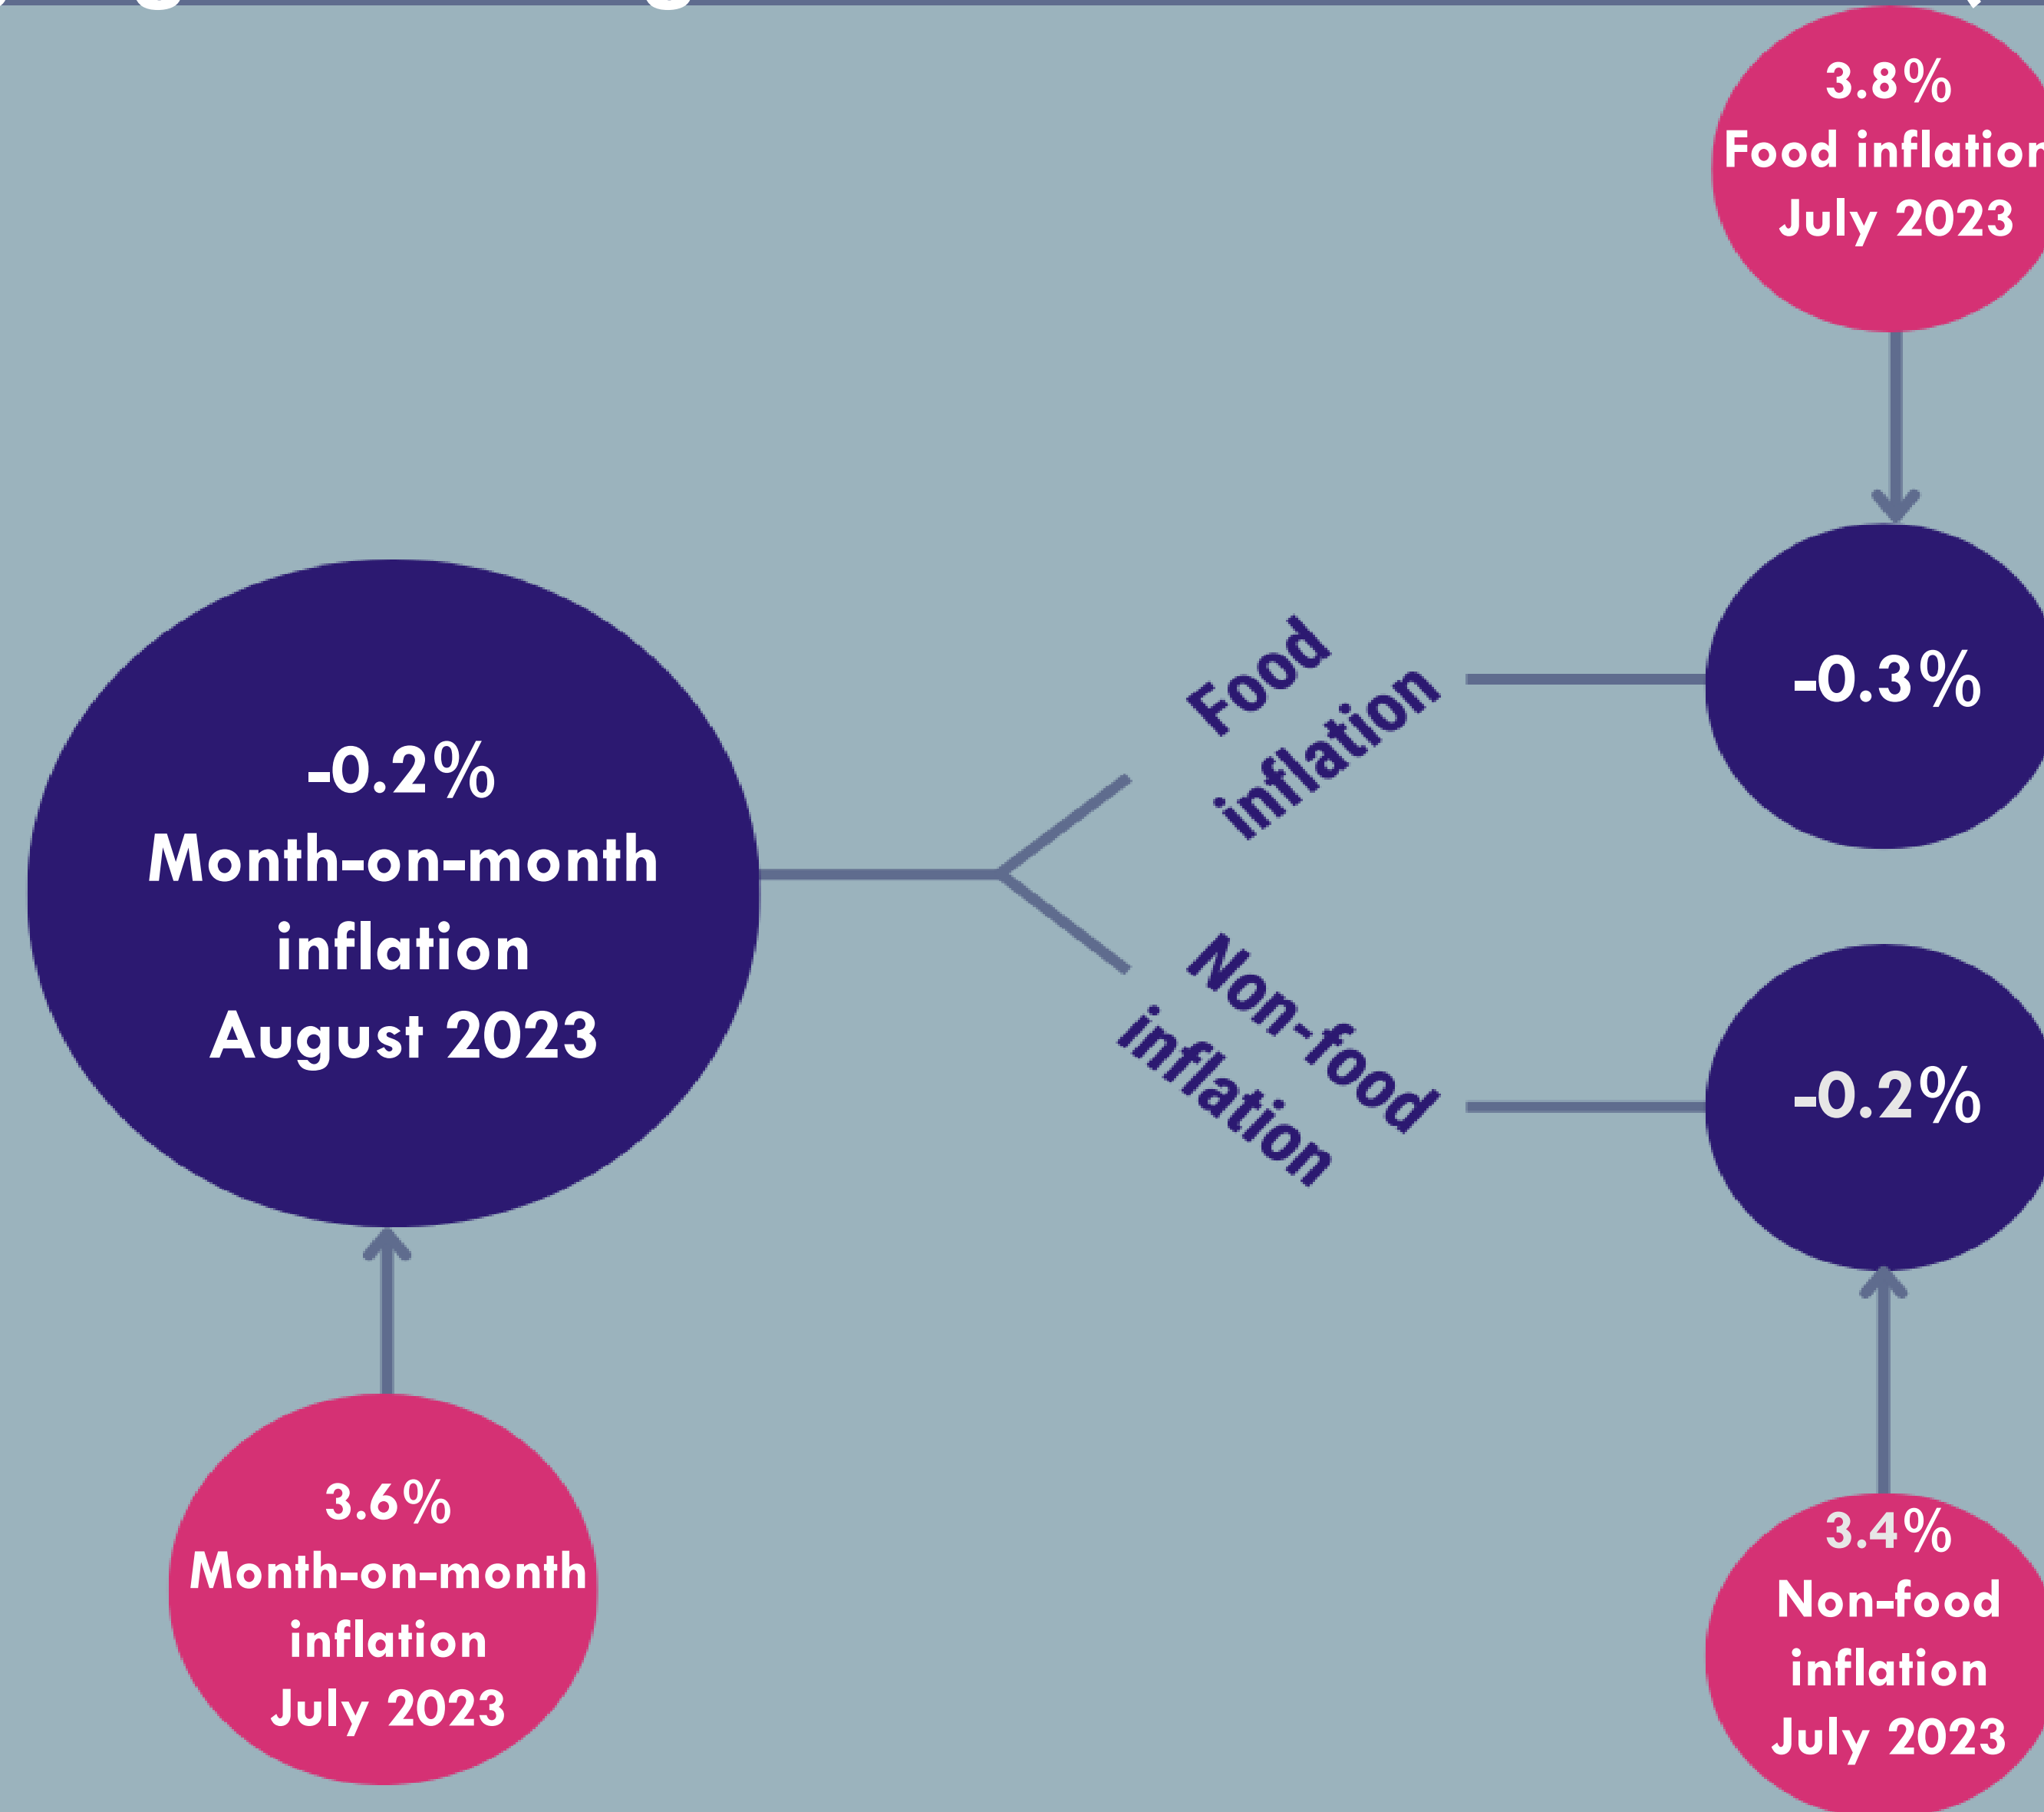 3.8%
Food inflation
July 2023
Food
inflation
-0.3%
-0.2%
Month-on-month
inflation
August 2023
Non-food
inflation
-0.2%
3.6%
Month-on-month
inflation
July 2023
3.4%
Non-food
inflation
July 2023